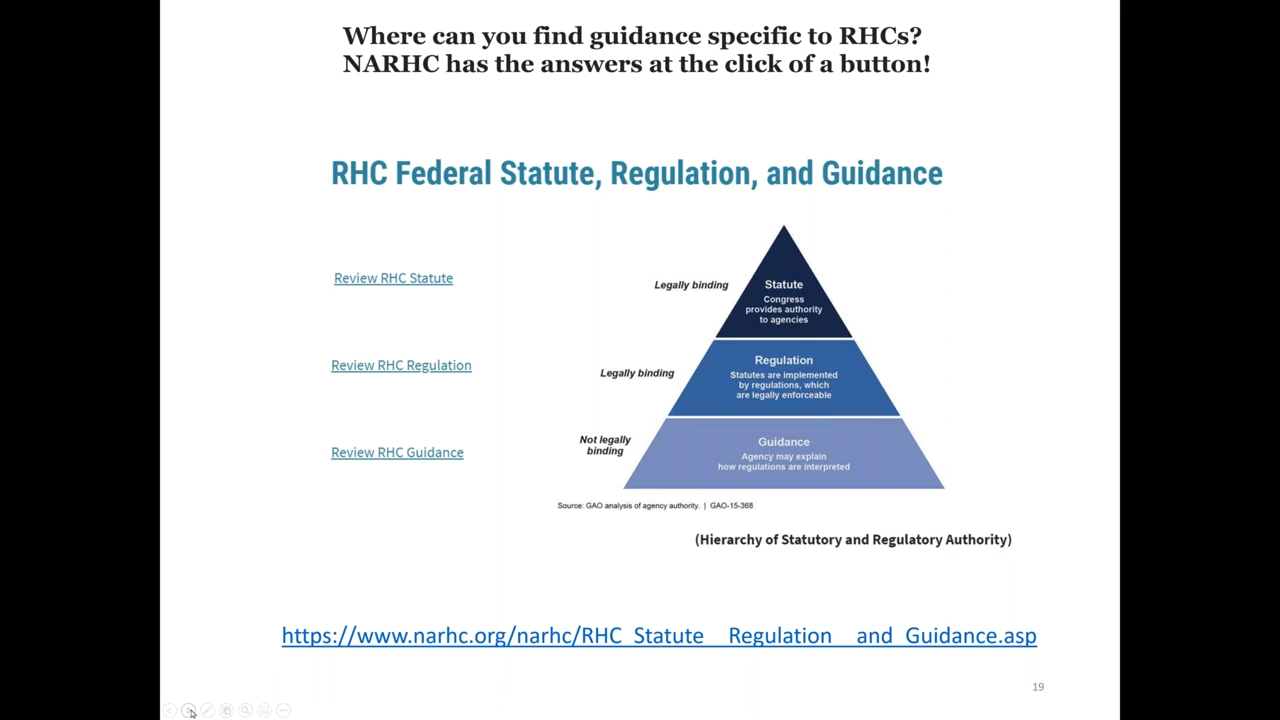 Where can you find guidance specific to RHCs?
NARHC has the answers at the click of a button!
RHC Federal Statute, Regulation, and Guidance
Review RHC Statute
Legally binding
Statute
Congress
provides authority
to agencies
Review RHC Regulation
Legally binding
Regulation
Statutes are implemented
by regulations, which
are legally enforceable
Review RHC Guidance
Not legally
binding
Guidance
Agency may explain
how regulations are interpreted
Source: GAO analysis of agency authority. | GAO-15-368
(Hierarchy of Statutory and Regulatory Authority)
https://www.narhc.org/narhc/RHC_Statute__Regulation__and_Guidance.asp
19